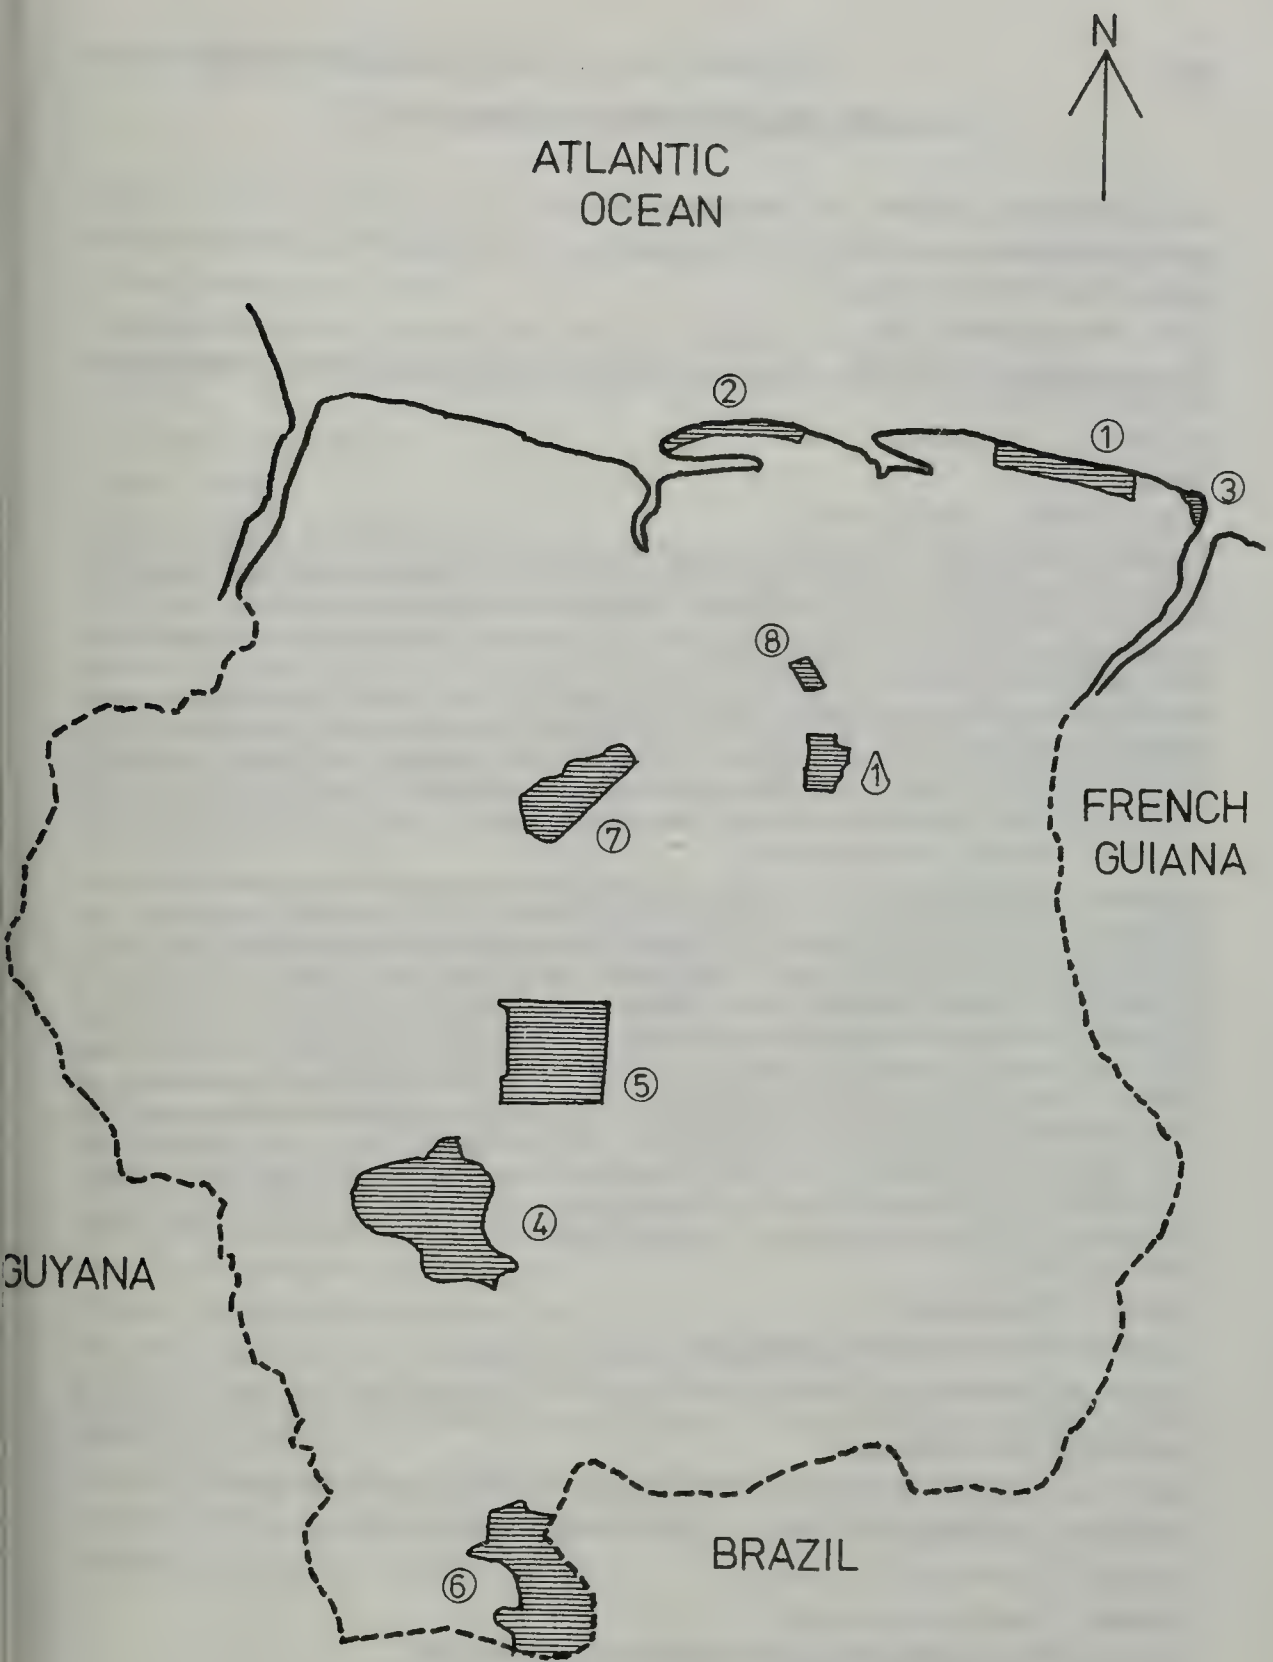 N
ATLANTIC
OCEAN
②
①
③
⑧
1
⑦
FRENCH
GUIANA
⑤
④
GUYANA
⑥
BRAZIL